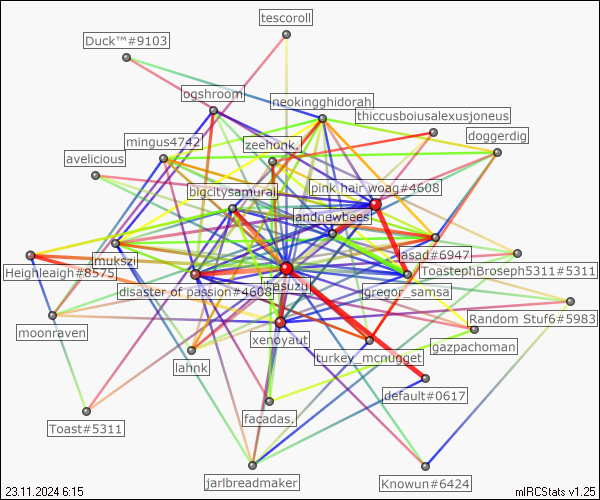 tescoroll
Duck™#9103
ogshroom
neokingghidorah
thiccusboiusalexusjoneus
mingus4742
zeehonk.
doggerdig
avelicious
bigcitysamurai
pink hair woag#4608
landnewbees
mukszi
asad#6947
Heighleaigh#8575
ToastephBroseph5311#5311
disaster of passion#4608
kasuzu
gregor_samsa
moonraven
xenoyaut
Random Stuf6#5983
gazpachoman
lahnk
turkey_mcnugget
default#0617
Toast#5311
facadas.
jarlbreadmaker
Knowun#6424
23.11.2024 6:15
mIRCStats v1.25